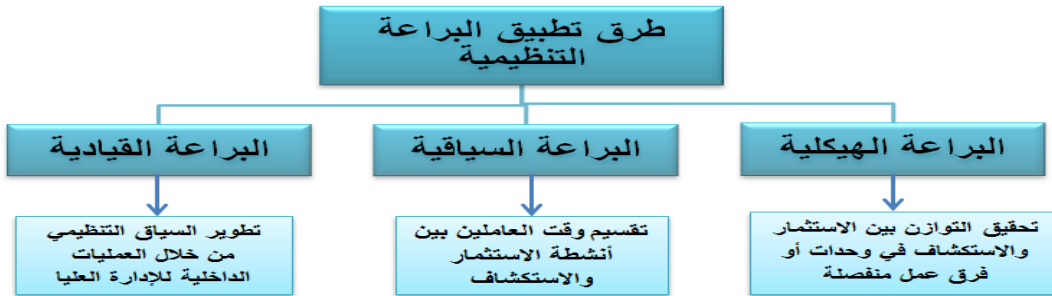 طرق تطبيق البراعة
التنظيمية
البراعة الهيكلية
البراعة السياقية
البراعة القيادية
تحقيق التوازن بين الاستثمار
والاستكشاف في وحدات أو
فرق عمل منفصلة
تقسيم وقت العاملين بين
أنشطة الاستثمار
والاستكشاف
تطوير السياق التنظيمي
من خلال العمليات
الداخلية للإدارة العليا